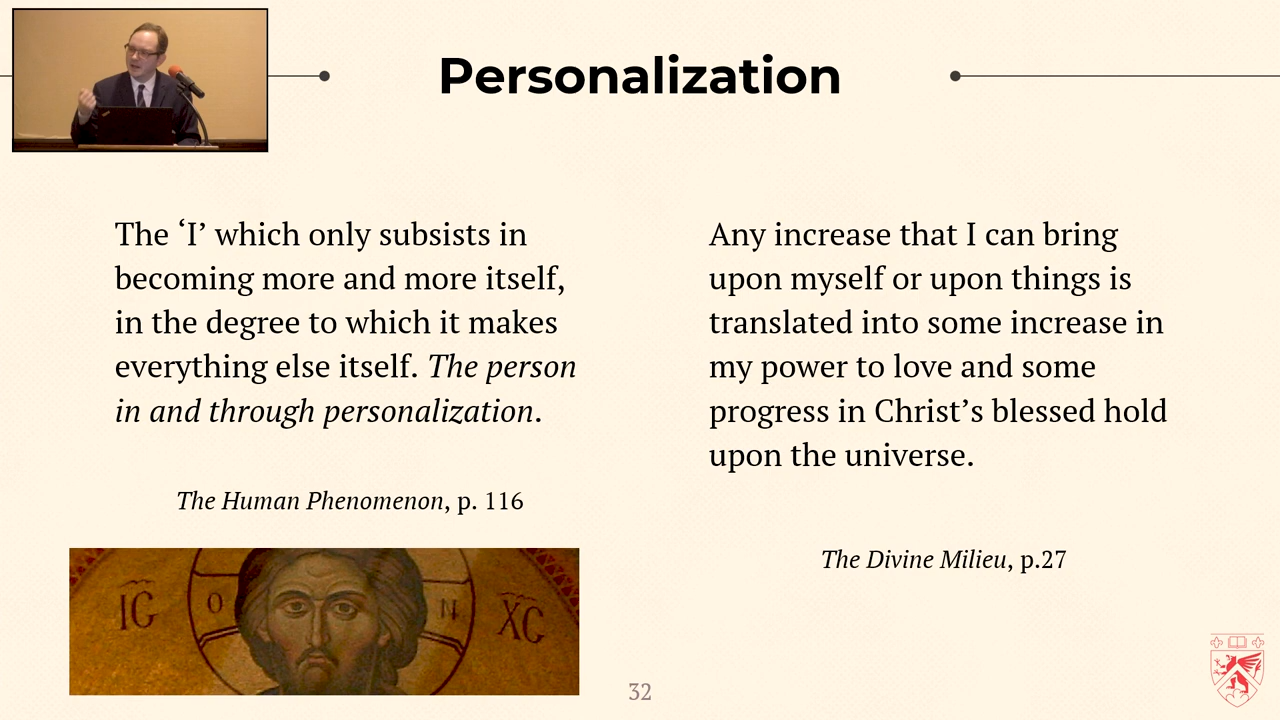 Personalization
The ‘I’ which only subsists in
becoming more and more itself,
in the degree to which it makes
everything else itself. The person
in and through personalization.
The Human Phenomenon, p. 116
Any increase that I can bring
upon myself or upon things is
translated into some increase in
my power to love and some
progress in Christ’s blessed hold
upon the universe.
The Divine Milieu, p.27
IC O N XC
32